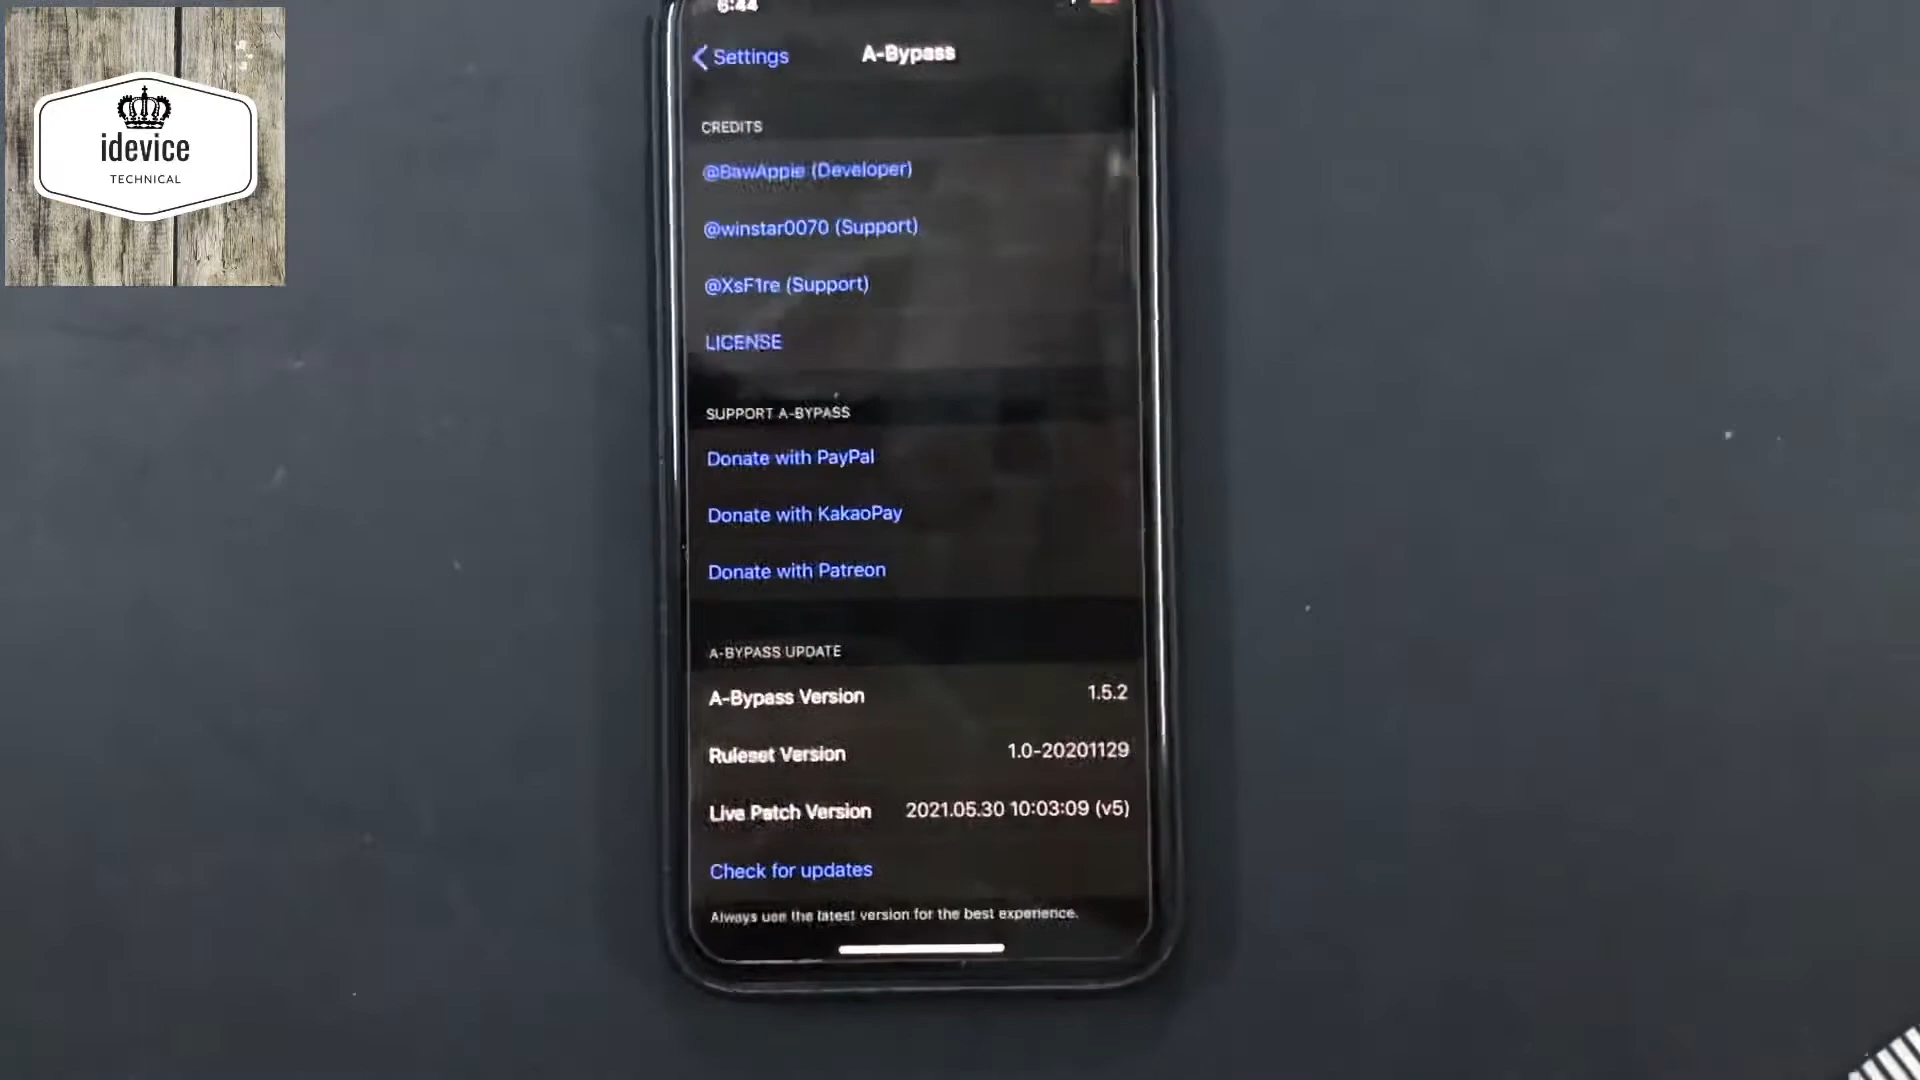 idevice
TECHNICAL
6:44
Settings
A-Bypass
CREDITS
@BawAppie (Developer)
@winstar0070 (Support)
@XsF1re (Support)
LICENSE
SUPPORT A-BYPASS
Donate with PayPal
Donate with KakaoPay
Donate with Patreon
A-BYPASS UPDATE
A-Bypass Version 1.5.2
Ruleset Version 1.0-20201129
Live Patch Version 2021.05.30 10:03:09 (v5)
Check for updates
Always use the latest version for the best experience.